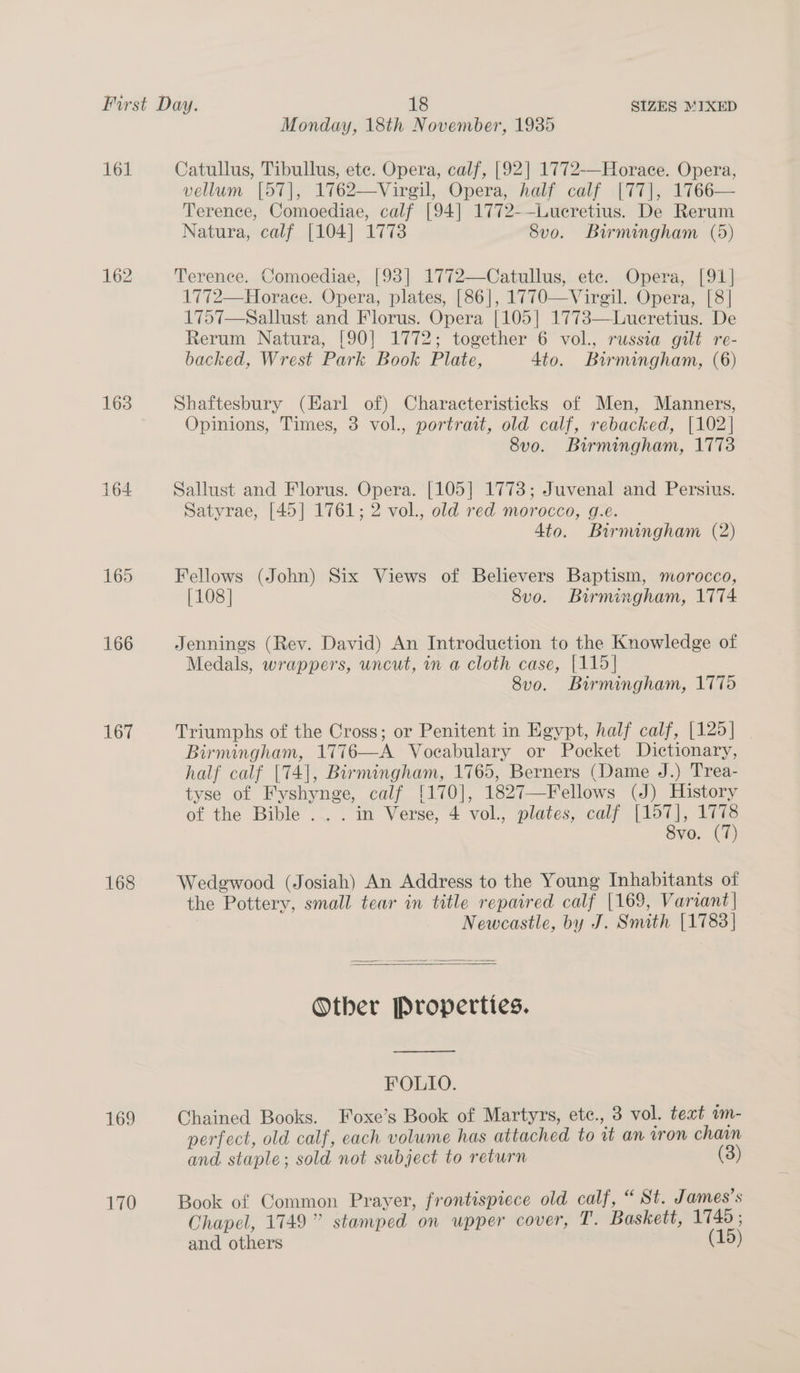 First Day. 18 SIZES MIXED
Monday, 18th November, 1935
161 Catullus, Tibullus, etc. Opera, calf, [92] 1772—Horace. Opera,
vellum [57], 1762—Virgil, Opera, half calf [77], 1766—
Terence, Comoediae, calf [94] 1772-–Lucretius. De Rerum
Natura, calf [104] 1773 8vo. Birmingham (5)
162 Terence. Comoediae, [93] 1772—Catullus, etc. Opera, [91]
1772—Horace. Opera, plates, [86], 1770—Virgil. Opera, [8]
1757—Sallust and Florus. Opera [105] 1773—Lucretius. De
Rerum Natura, [90] 1772; together 6 vol., russia gilt re-
backed, Wrest Park Book Plate, 4to. Birmingham, (6)
163 Shaftesbury (Earl of) Characteristicks of Men, Manners,
Opinions, Times, 3 vol., portrait, old calf, rebacked, [102]
8vo. Birmingham, 1773
164 Sallust and Florus. Opera. [105] 1773; Juvenal and Persius.
Satyrae, [45] 1761; 2 vol., old red morocco, g.e.
4to. Birmingham (2)
165 Fellows (John) Six Views of Believers Baptism, morocco,
[108] 8vo. Birmingham, 1774
166 Jennings (Rev. David) An Introduction to the Knowledge of
Medals, wrappers, uncut, in a cloth case, [115]
8vo. Birmingham, 1775
167 Triumphs of the Cross; or Penitent in Egypt, half calf, [125]
Birmingham, 1776—A Vocabulary or Pocket Dictionary,
half calf [74], Birmingham, 1765, Berners (Dame J.) Trea-
tyse of Fyshynge, calf [170], 1827—Fellows (J) History
of the Bible . . . in Verse, 4 vol., plates, calf [157], 1778
8vo. (7)
168 Wedgwood (Josiah) An Address to the Young Inhabitants of
the Pottery, small tear in title repaired calf [169, Variant]
Newcastle, by J. Smith [1783]
Other Properties.
FOLIO.
169 Chained Books. Foxe's Book of Martyrs, etc., 3 vol. text im-
perfect, old calf, each volume has attached to it an iron chain
and staple; sold not subject to return (3)
170 Book of Common Prayer, frontispiece old calf, “ St. James's
Chapel, 1749 ” stamped on upper cover, T. Baskett, 1745;
and others (15)